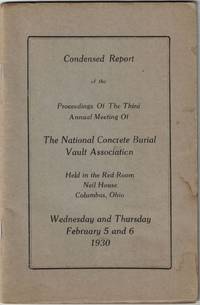 Condensed Report
of the
Proceedings Of The Third
Annual Meeting Of
The National Concrete Burial
Vault Association
Held in the Red Room
Neil House
Columbus, Ohio
Wednesday and Thursday
February 5 and 6
1930